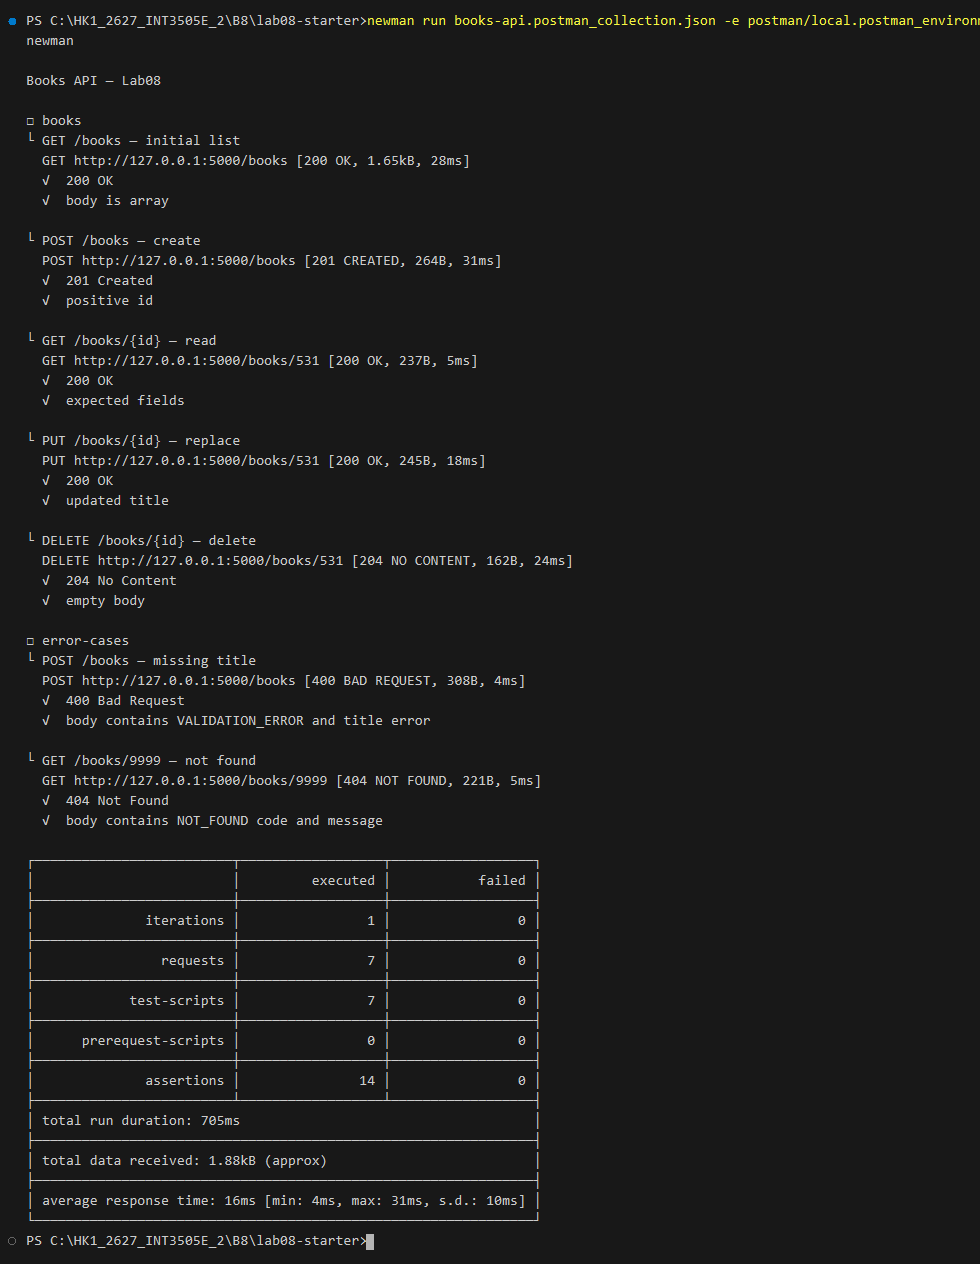 PS C:\HK1_2627_INT3505E_2\B8\lab08-starter>newman run books-api.postman_collection.json -e postman/local.postman_environ
newman
Books API — Lab08
□ books
└ GET /books — initial list
GET http://127.0.0.1:5000/books [200 OK, 1.65kB, 28ms]
√ 200 OK
√ body is array
└ POST /books — create
POST http://127.0.0.1:5000/books [201 CREATED, 264B, 31ms]
√ 201 Created
√ positive id
└ GET /books/{id} — read
GET http://127.0.0.1:5000/books/531 [200 OK, 237B, 5ms]
√ 200 OK
√ expected fields
└ PUT /books/{id} — replace
PUT http://127.0.0.1:5000/books/531 [200 OK, 245B, 18ms]
√ 200 OK
√ updated title
└ DELETE /books/{id} — delete
DELETE http://127.0.0.1:5000/books/531 [204 NO CONTENT, 162B, 24ms]
√ 204 No Content
√ empty body
□ error-cases
└ POST /books — missing title
POST http://127.0.0.1:5000/books [400 BAD REQUEST, 308B, 4ms]
√ 400 Bad Request
√ body contains VALIDATION_ERROR and title error
└ GET /books/9999 — not found
GET http://127.0.0.1:5000/books/9999 [404 NOT FOUND, 221B, 5ms]
√ 404 Not Found
√ body contains NOT_FOUND code and message
executed failed
iterations 1 0
requests 7 0
test-scripts 7 0
prerequest-scripts 0 0
assertions 14 0
total run duration: 705ms
total data received: 1.88kB (approx)
average response time: 16ms [min: 4ms, max: 31ms, s.d.: 10ms]
PS C:\HK1_2627_INT3505E_2\B8\lab08-starter>